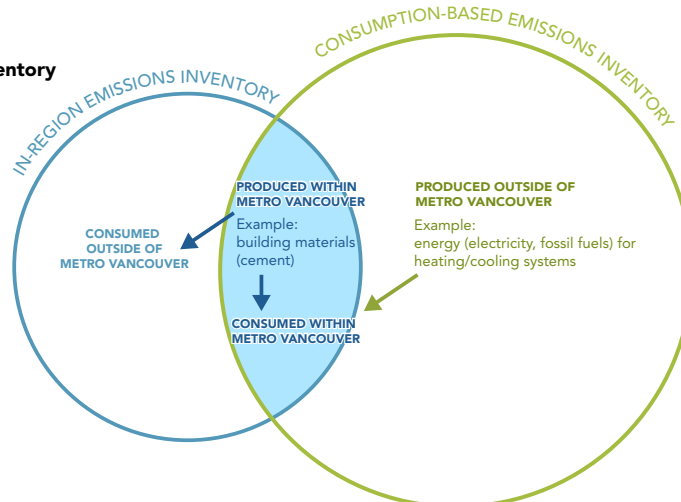 entory
IN-REGION EMISSIONS INVENTORY
CONSUMPTION-BASED EMISSIONS INVENTORY
PRODUCED WITHIN
METRO VANCOUVER
Example:
building materials
(cement)
CONSUMED
OUTSIDE OF
METRO VANCOUVER
CONSUMED WITHIN
METRO VANCOUVER
PRODUCED OUTSIDE OF
METRO VANCOUVER
Example:
energy (electricity, fossil fuels) for
heating/cooling systems